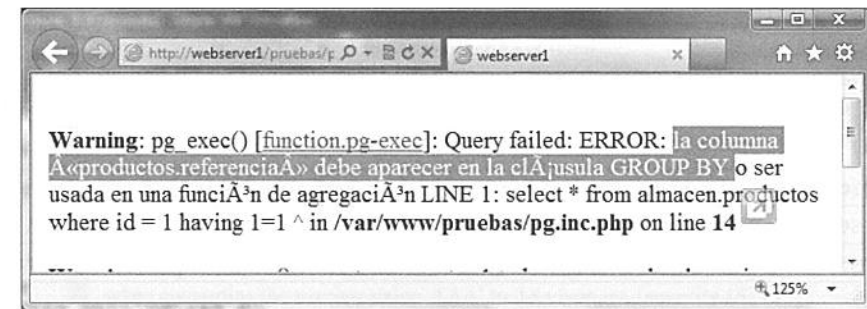 http://webserver1/pruebas/p
webserver1
Warning: pg_exec() [function.pg-exec]: Query failed: ERROR: la columna
Â«productos.referenciaÂ» debe aparecer en la clÃ¡usula GROUP BY o ser
usada en una funciÃ³n de agregaciÃ³n LINE 1: select * from almacen.productos
where id = 1 having 1=1 ^ in /var/www/pruebas/pg.inc.php on line 14
125%